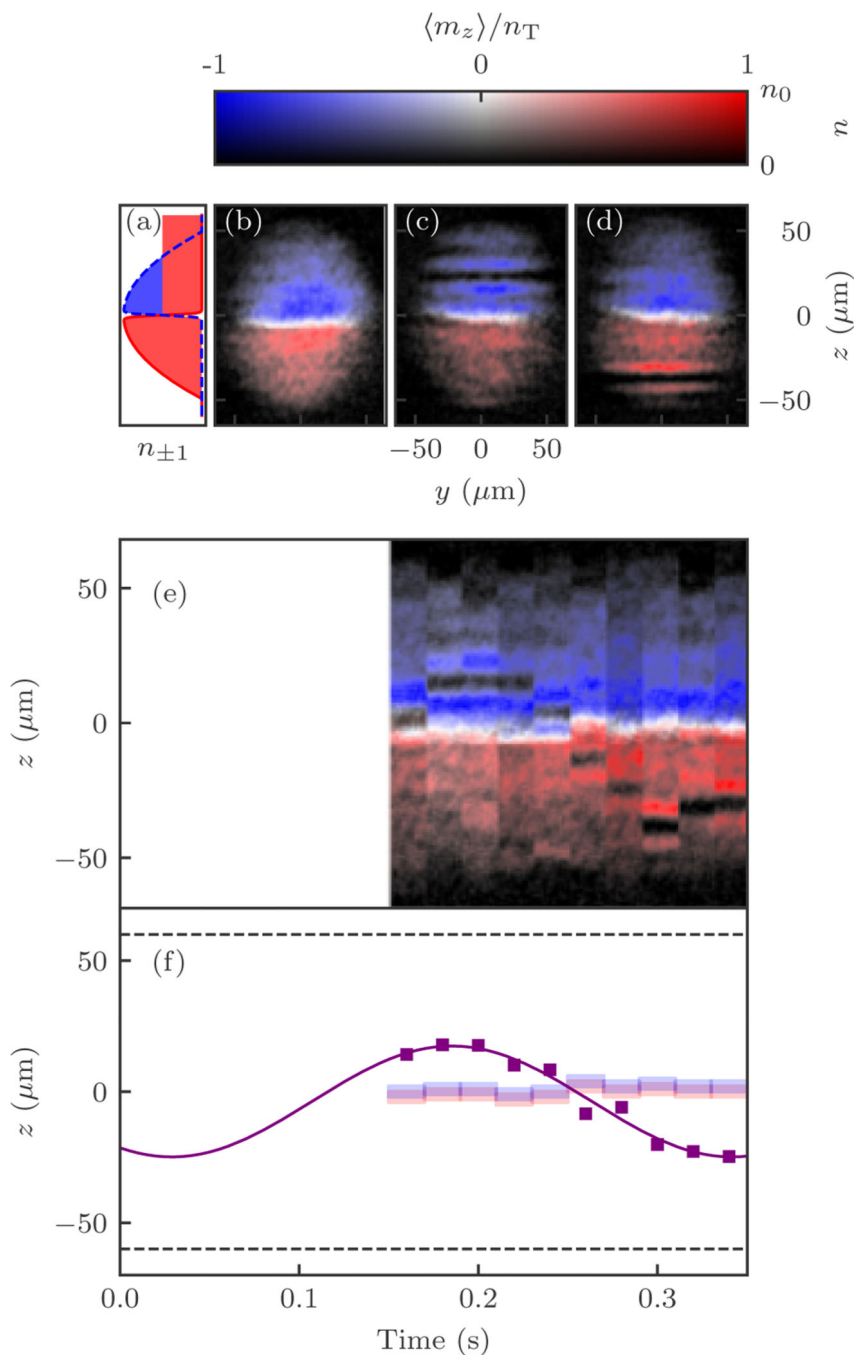 ⟨m_z⟩/n_T
-1 0 1
n_0
n
0
(a) (b) (c) (d)
50
0
−50
z (μm)
n_{±1}
−50 0 50
y (μm)
(e)
50
0
−50
z (μm)
(f)
50
0
−50
z (μm)
0.0 0.1 0.2 0.3
Time (s)